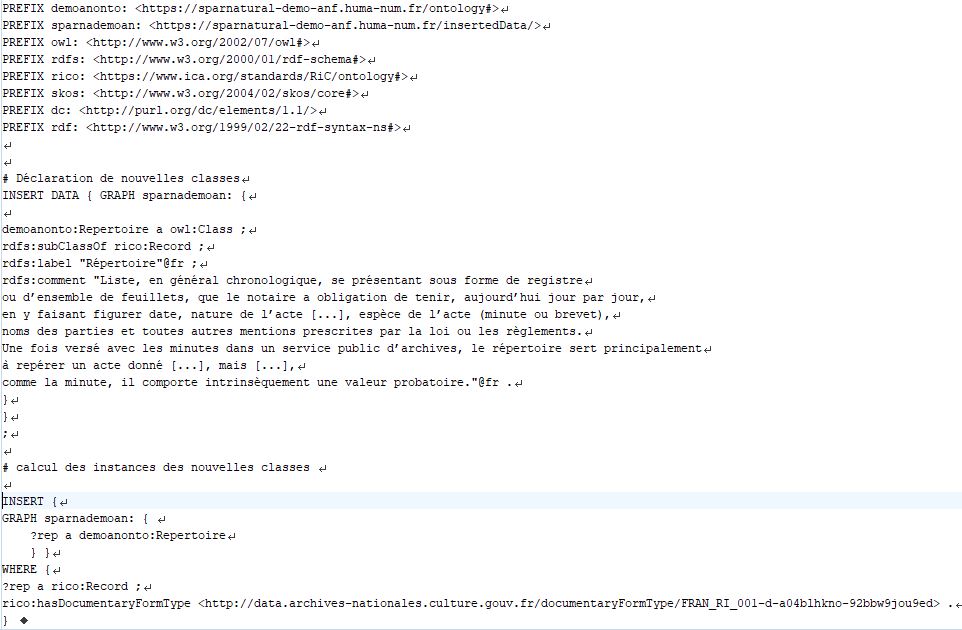 PREFIX demoanonto: <https://sparnatural-demo-anf.huma-num.fr/ontology#>↵
PREFIX sparnademoan: <https://sparnatural-demo-anf.huma-num.fr/insertedData/>↵
PREFIX owl: <http://www.w3.org/2002/07/owl#>↵
PREFIX rdfs: <http://www.w3.org/2000/01/rdf-schema#>↵
PREFIX rico: <https://www.ica.org/standards/RiC/ontology#>↵
PREFIX skos: <http://www.w3.org/2004/02/skos/core#>↵
PREFIX dc: <http://purl.org/dc/elements/1.1/>↵
PREFIX rdf: <http://www.w3.org/1999/02/22-rdf-syntax-ns#>↵
↵
↵
# Déclaration de nouvelles classes↵
INSERT DATA { GRAPH sparnademoan: {↵
↵
demoanonto:Repertoire a owl:Class ;↵
rdfs:subClassOf rico:Record ;↵
rdfs:label "Répertoire"@fr ;↵
rdfs:comment "Liste, en général chronologique, se présentant sous forme de registre↵
ou d’ensemble de feuillets, que le notaire a obligation de tenir, aujourd’hui jour par jour,↵
en y faisant figurer date, nature de l’acte [...], espèce de l’acte (minute ou brevet),↵
noms des parties et toutes autres mentions prescrites par la loi ou les règlements.↵
Une fois versé avec les minutes dans un service public d’archives, le répertoire sert principalement↵
à repérer un acte donné [...], mais [...],↵
comme la minute, il comporte intrinsèquement une valeur probatoire."@fr .↵
}↵
}↵
;↵
↵
# calcul des instances des nouvelles classes ↵
↵
INSERT {↵
GRAPH sparnademoan: { ↵
    ?rep a demoanonto:Repertoire↵
    } }↵
WHERE {↵
?rep a rico:Record ;↵
rico:hasDocumentaryFormType <http://data.archives-nationales.culture.gouv.fr/documentaryFormType/FRAN_RI_001-d-a04blhkno-92bbw9jou9ed> .↵
} ◆